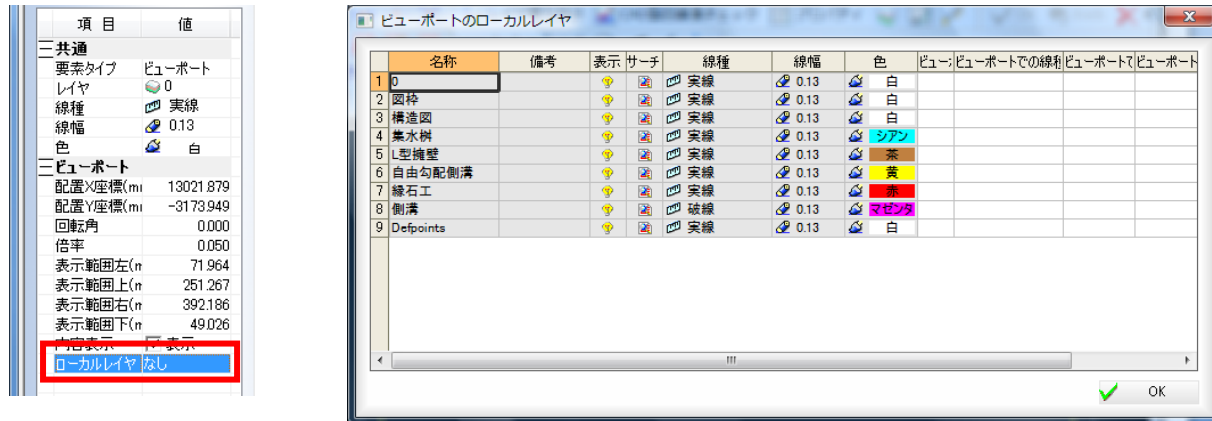 項 目 値
共通
要素タイプ ビューポート
レイヤ 0
線種 実線
線幅 0.13
色 白
ビューポート
配置X座標(mı 13021.879
配置Y座標(mı -3173.949
回転角 0.000
倍率 0.050
表示範囲左(n 71.964
表示範囲上(n 251.267
表示範囲右(n 392.186
表示範囲下(n 49.026
内容表示 表示
ローカルレイヤ なし
ビューポートのローカルレイヤ
名称 備考 表示 サーチ 線種 線幅 色 ビュー ビューポートでの線種 ビューポートで ビューポート
1 0 実線 0.13 白
2 図枠 実線 0.13 白
3 構造図 実線 0.13 白
4 集水桝 実線 0.13 シアン
5 L型擁壁 実線 0.13 茶
6 自由勾配側溝 実線 0.13 黄
7 縁石工 実線 0.13 赤
8 側溝 破線 0.13 マゼンタ
9 Defpoints 実線 0.13 白
OK